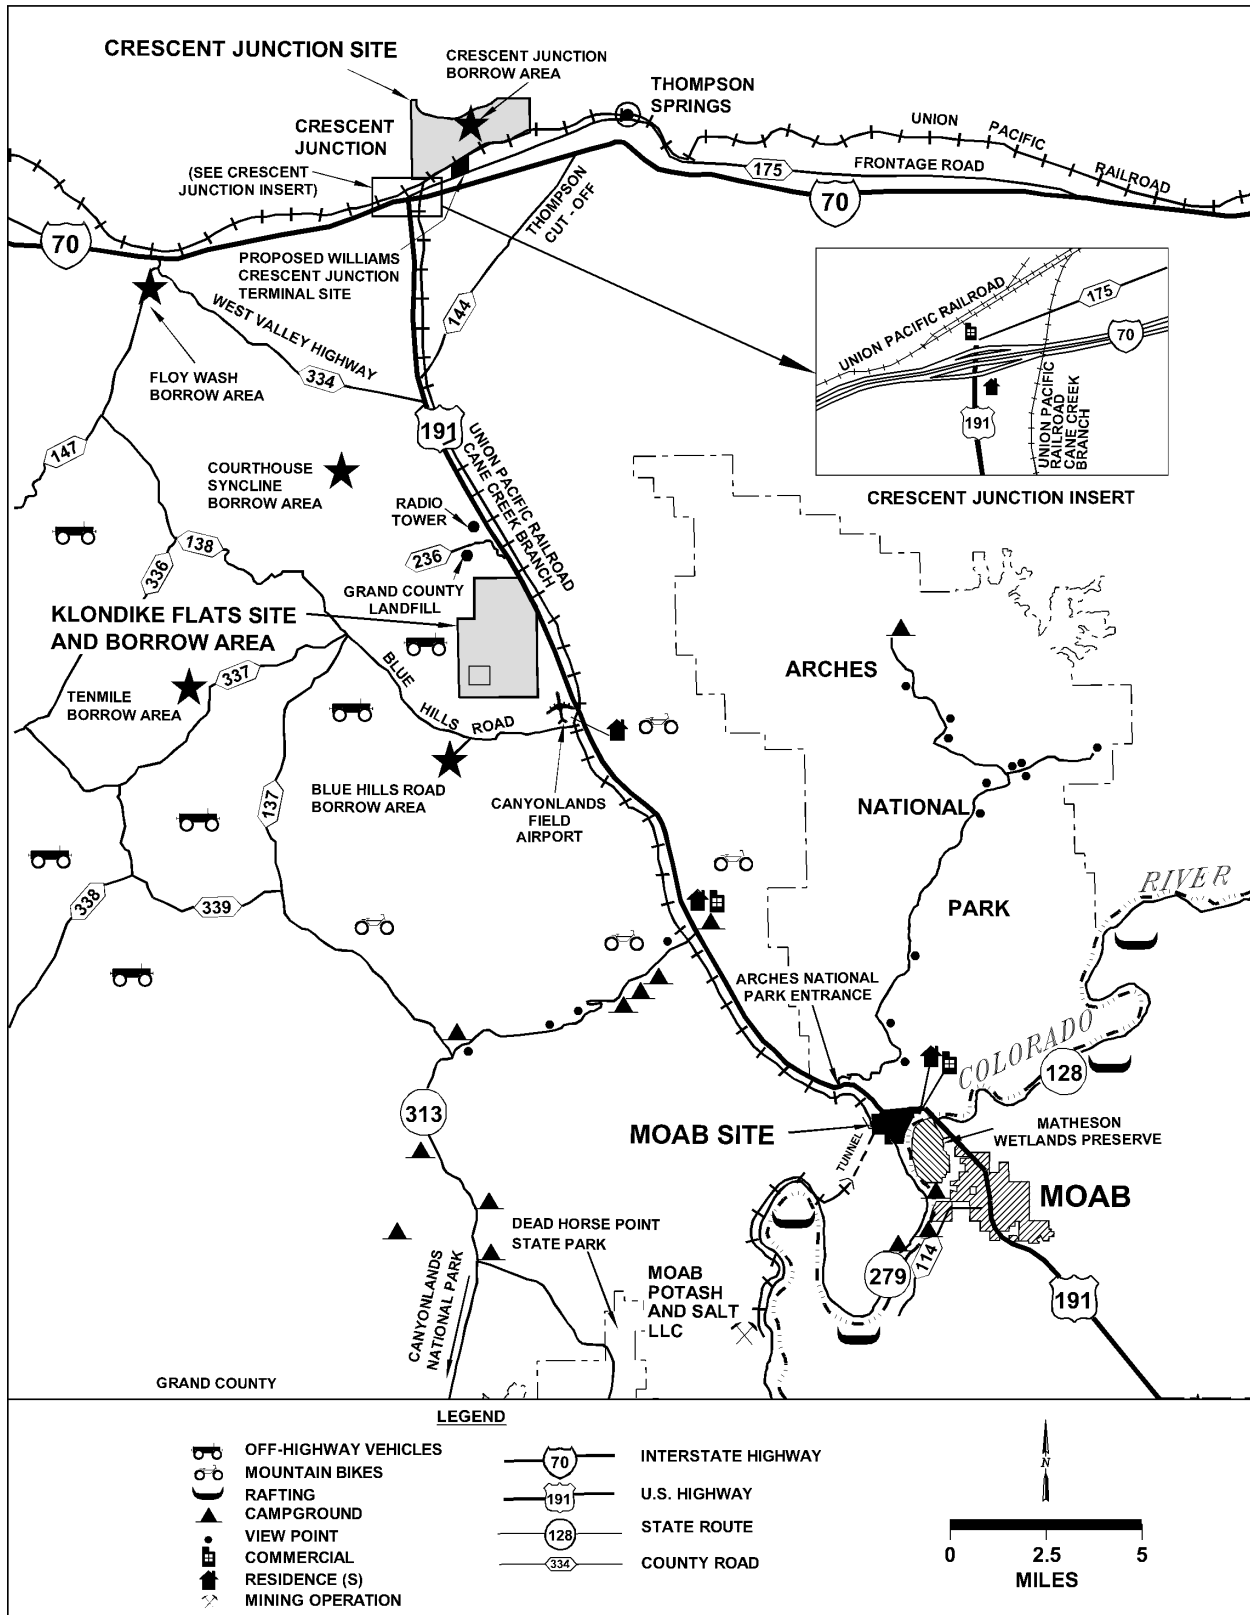 CRESCENT JUNCTION SITE
CRESCENT JUNCTION
BORROW AREA
THOMPSON
SPRINGS
CRESCENT
JUNCTION
(SEE CRESCENT
JUNCTION INSERT)
UNION
PACIFIC
RAILROAD
175
FRONTAGE ROAD
70
70
THOMPSON
CUT - OFF
PROPOSED WILLIAMS
CRESCENT JUNCTION
TERMINAL SITE
WEST VALLEY HIGHWAY
334
144
FLOY WASH
BORROW AREA
UNION PACIFIC RAILROAD
175
70
191
UNION PACIFIC
RAILROAD
CANE CREEK
BRANCH
CRESCENT JUNCTION INSERT
191
147
COURTHOUSE
SYNCLINE
BORROW AREA
UNION PACIFIC RAILROAD
CANE CREEK BRANCH
RADIO
TOWER
236
138
336
GRAND COUNTY
LANDFILL
KLONDIKE FLATS SITE
AND BORROW AREA
337
TENMILE
BORROW AREA
BLUE
HILLS
ROAD
BLUE HILLS ROAD
BORROW AREA
CANYONLANDS
FIELD
AIRPORT
137
338
339
ARCHES
NATIONAL
PARK
RIVER
COLORADO
ARCHES NATIONAL
PARK ENTRANCE
128
313
MOAB SITE
MATHESON
WETLANDS PRESERVE
TUNNEL
MOAB
DEAD HORSE POINT
STATE PARK
CANYONLANDS
NATIONAL PARK
MOAB
POTASH
AND SALT
LLC
279
114
191
GRAND COUNTY
LEGEND
OFF-HIGHWAY VEHICLES
MOUNTAIN BIKES
RAFTING
CAMPGROUND
VIEW POINT
COMMERCIAL
RESIDENCE (S)
MINING OPERATION
70
INTERSTATE HIGHWAY
191
U.S. HIGHWAY
128
STATE ROUTE
334
COUNTY ROAD
N
0 2.5 5
MILES